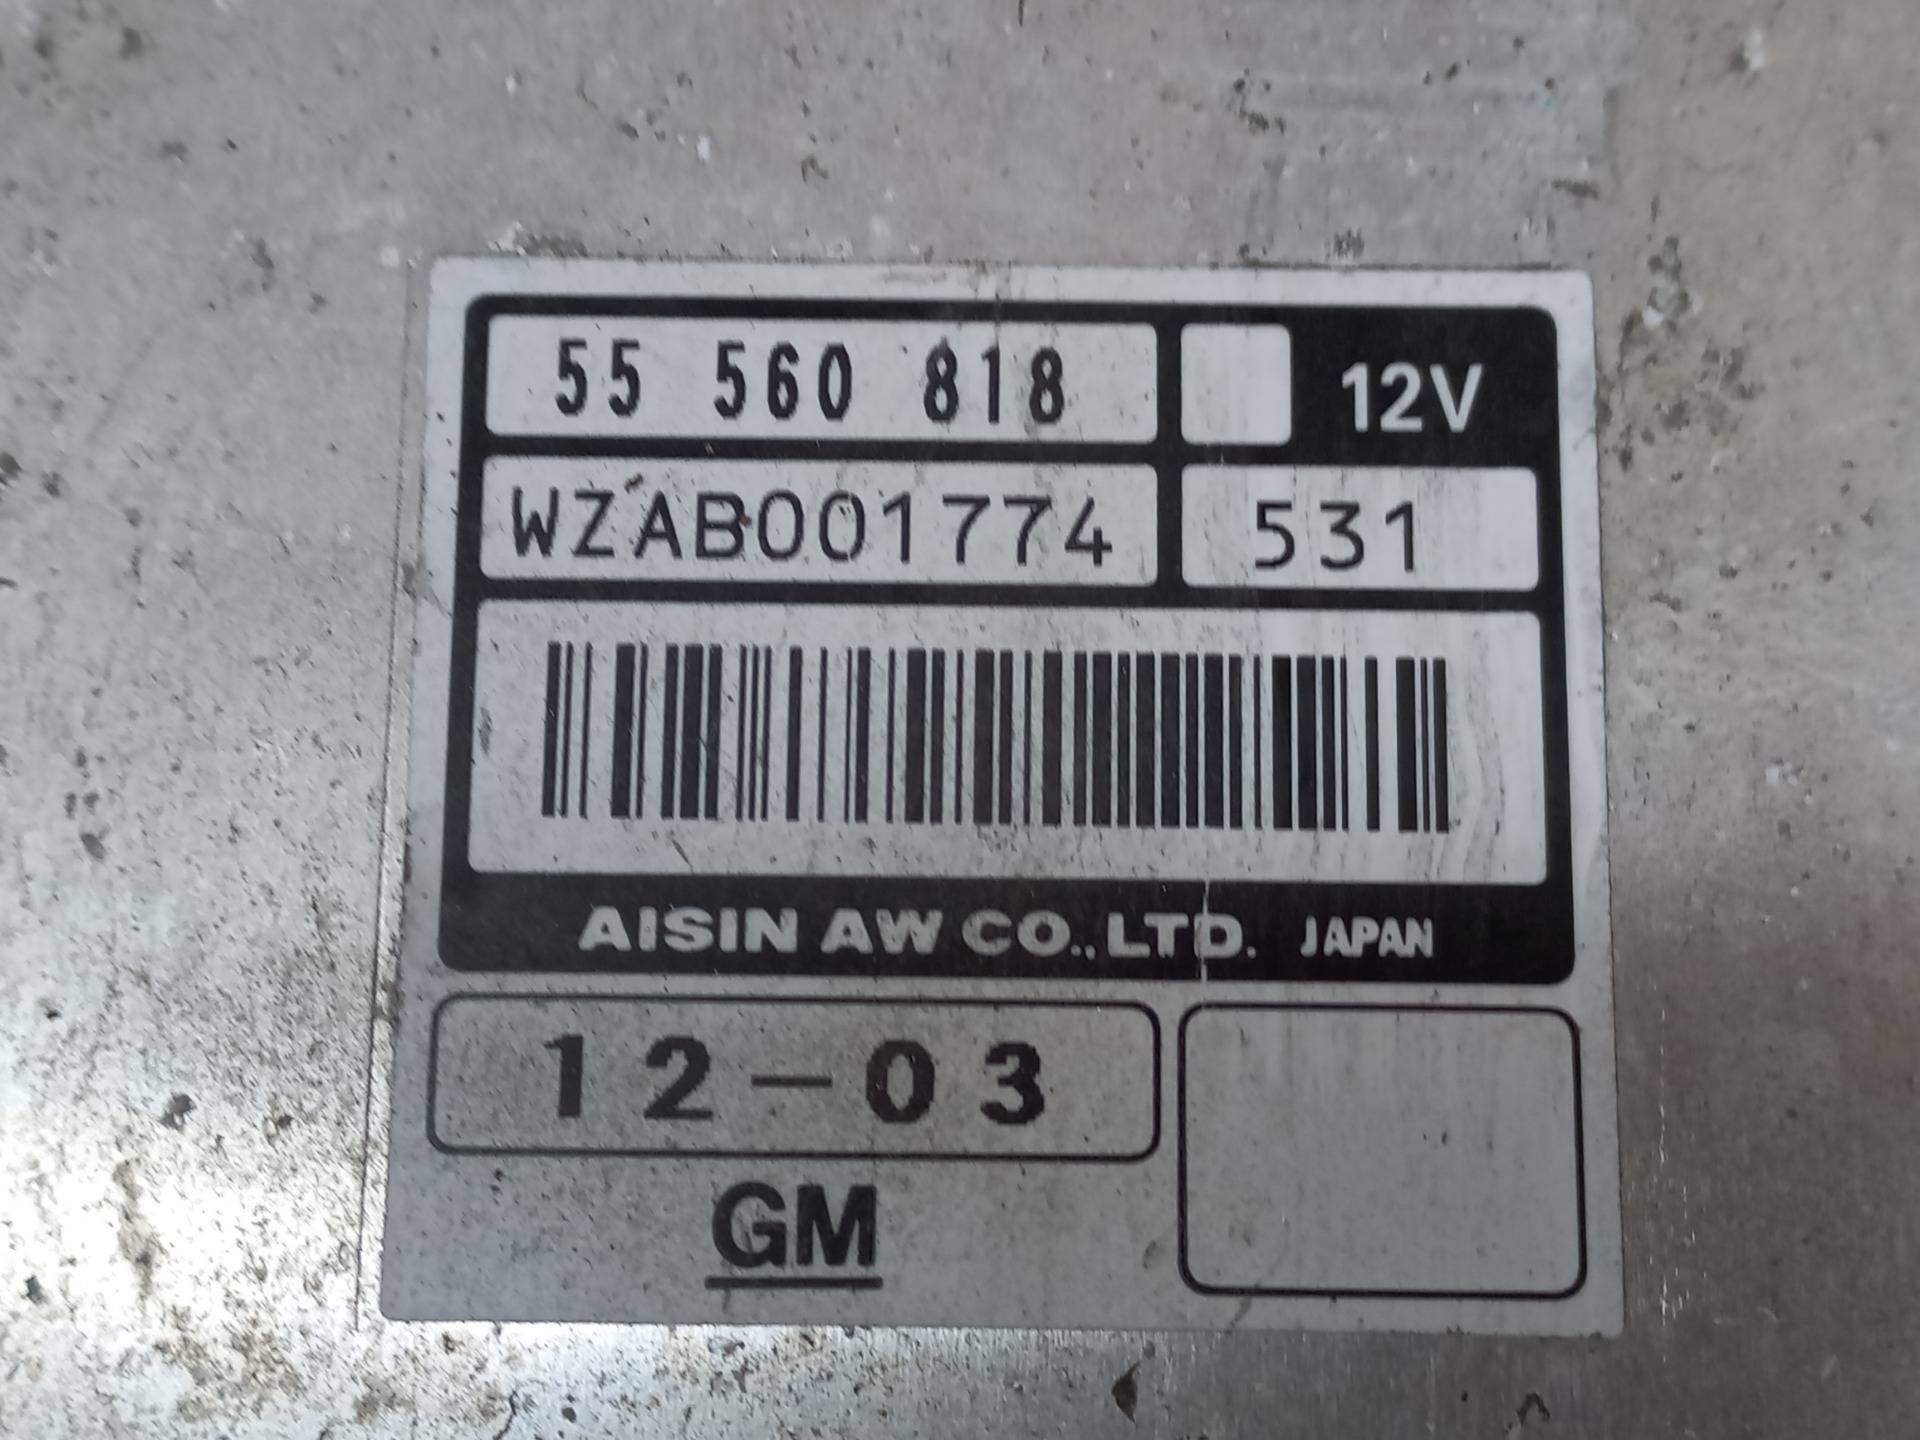 55 560 818 12V
WZAB001774 531
AISIN AW CO.,LTD. JAPAN
12-03
GM